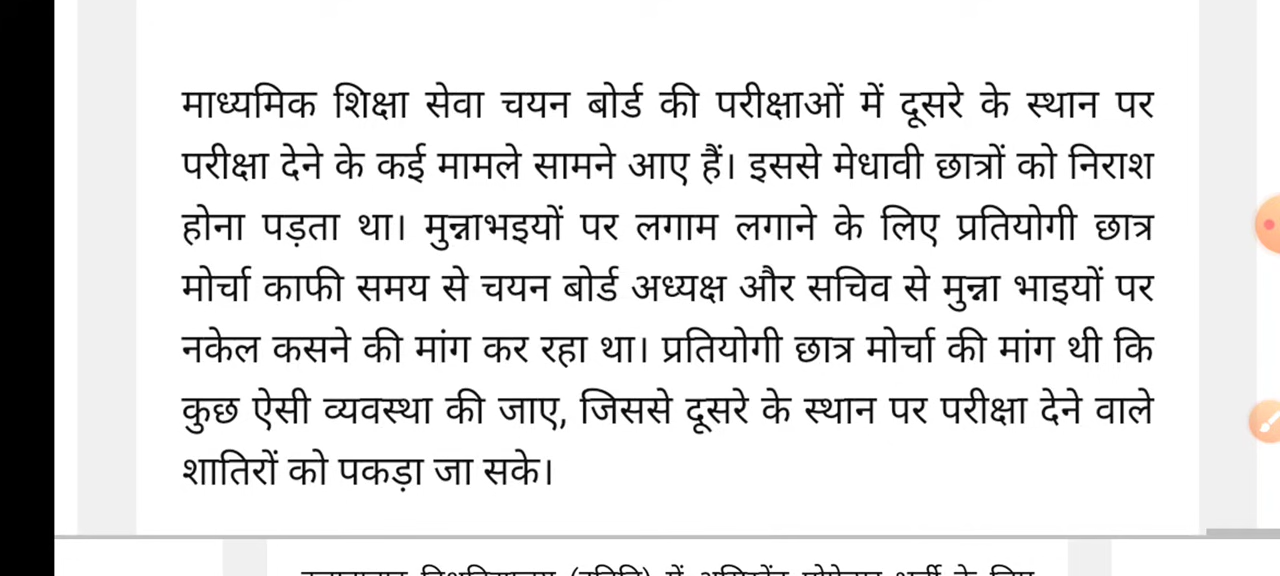 माध्यमिक शिक्षा सेवा चयन बोर्ड की परीक्षाओं में दूसरे के स्थान पर
परीक्षा देने के कई मामले सामने आए हैं। इससे मेधावी छात्रों को निराश
होना पड़ता था। मुन्नाभइयों पर लगाम लगाने के लिए प्रतियोगी छात्र
मोर्चा काफी समय से चयन बोर्ड अध्यक्ष और सचिव से मुन्ना भाइयों पर
नकेल कसने की मांग कर रहा था। प्रतियोगी छात्र मोर्चा की मांग थी कि
कुछ ऐसी व्यवस्था की जाए, जिससे दूसरे के स्थान पर परीक्षा देने वाले
शातिरों को पकड़ा जा सके।